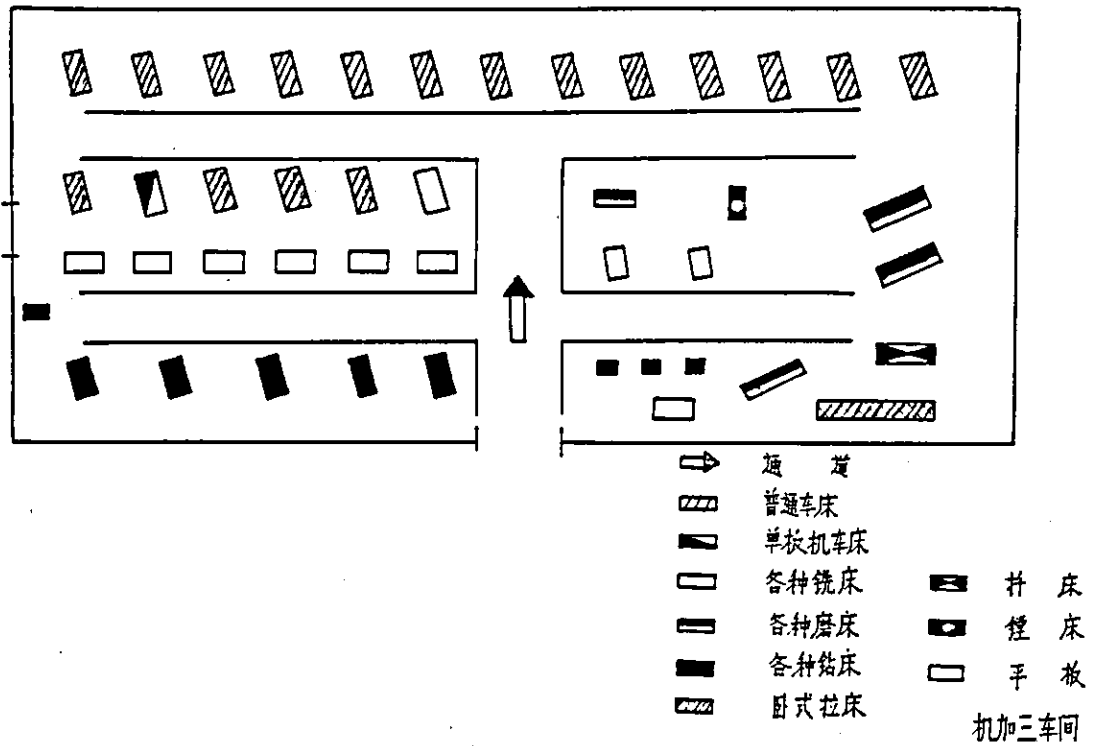 通 道
普通车床
单板机车床
各种铣床
各种磨床
各种钻床
卧式拉床
插 床
镗 床
平 板
机加三车间